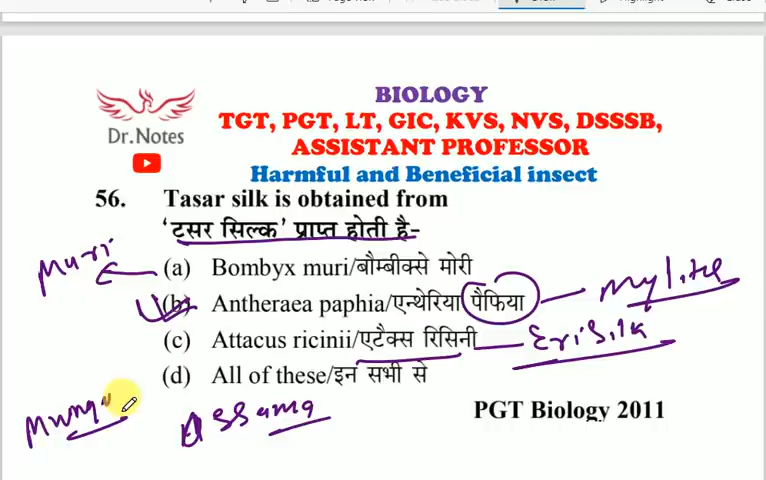 BIOLOGY
Dr.Notes
TGT, PGT, LT, GIC, KVS, NVS, DSSSB,
ASSISTANT PROFESSOR
Harmful and Beneficial insect
56. Tasar silk is obtained from
‘टसर सिल्क’ प्राप्त होती है-
muri (a) Bombyx muri/बौम्बीक्से मोरी
(b) Antheraea paphia/एन्थेरिया पैफिया
(c) Attacus ricinii/एटैक्स रिसिनी Eri Silk
(d) All of these/इन सभी से
Assama
PGT Biology 2011